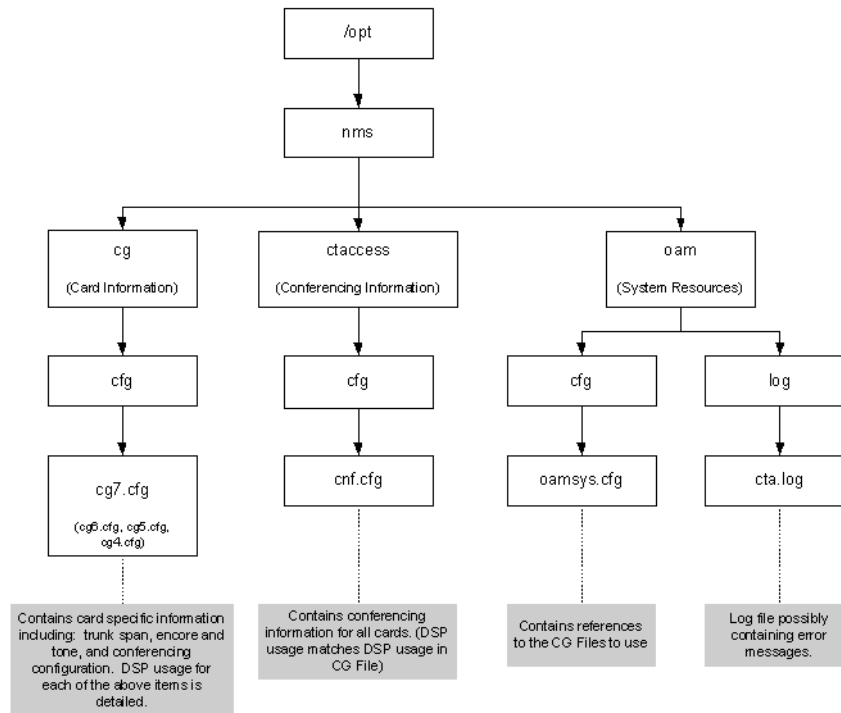 /opt
nms
cg
(Card Information)
ctaccess
(Conferencing Information)
oam
(System Resources)
cfg
cfg
cfg
log
cg7.cfg
(cg6.cfg, cg5.cfg,
cg4.cfg)
cnf.cfg
oamsys.cfg
cta.log
Contains card specific information
including: trunk span, encore and
tone, and conferencing
configuration. DSP usage for
each of the above items is
detailed.
Contains conferencing
information for all cards. (DSP
usage matches DSP usage in
CG File)
Contains references
to the CG Files to use
Log file possibly
containing error
messages.